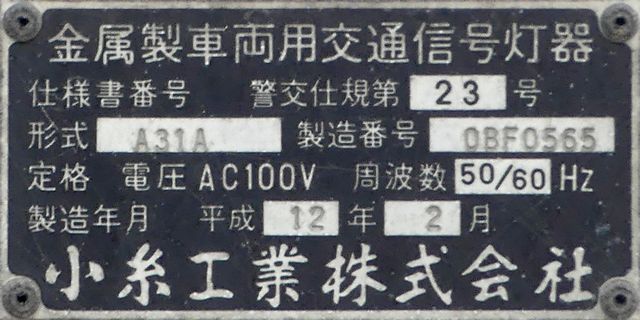 金属製車両用交通信号灯器
仕様書番号 警交仕規第 23 号
形式 A31A 製造番号 0BF0565
定格 電圧 AC100V 周波数 50/60 Hz
製造年月 平成 12 年 2 月
小糸工業株式会社